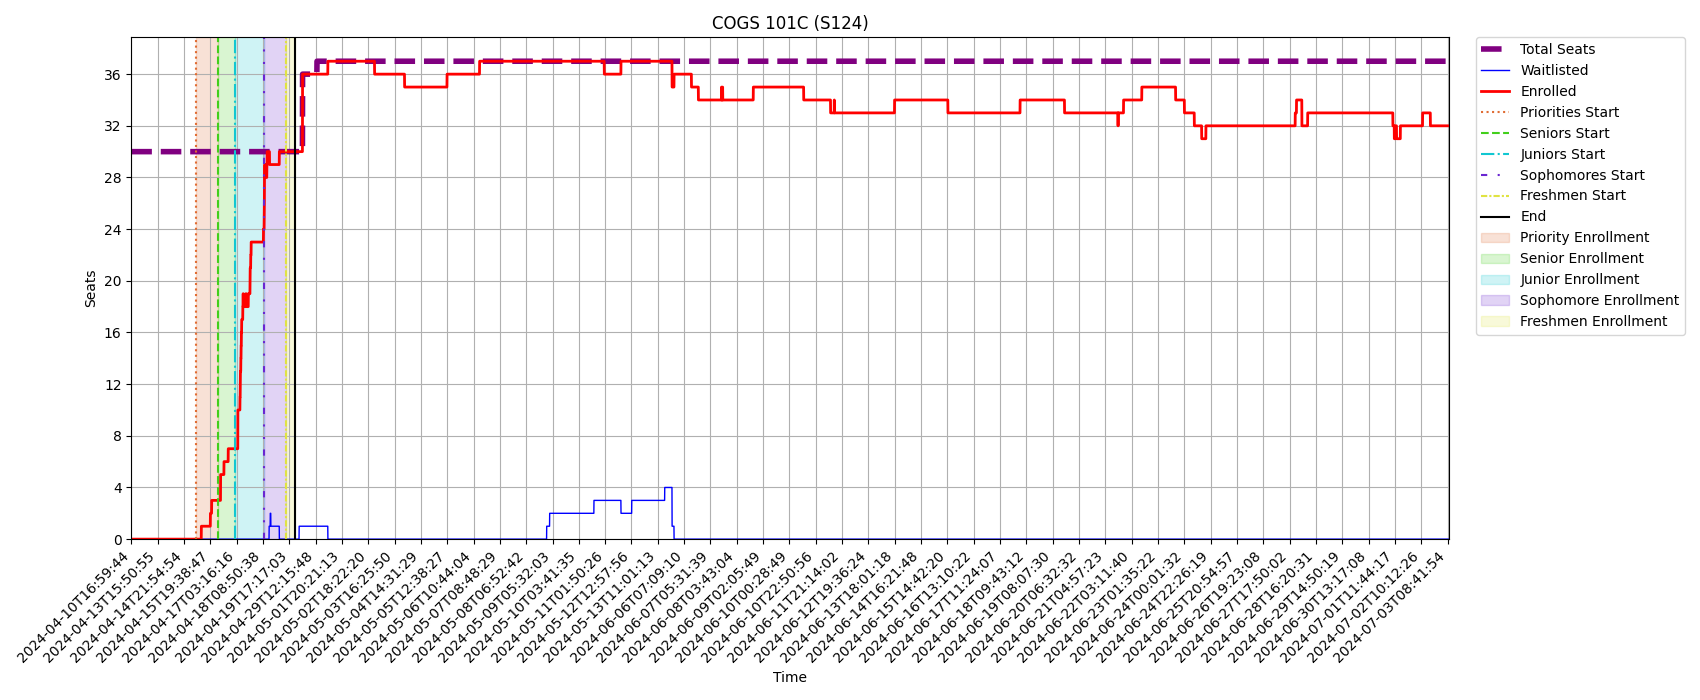 COGS 101C (S124)
Seats
36
32
28
24
20
16
12
8
4
0
2024-04-10T16:59:44
2024-04-13T15:50:55
2024-04-14T21:54:54
2024-04-15T19:38:47
2024-04-17T03:16:16
2024-04-18T08:50:38
2024-04-19T17:17:03
2024-04-29T12:15:48
2024-05-01T20:21:13
2024-05-02T18:22:20
2024-05-03T16:25:50
2024-05-04T14:31:29
2024-05-05T12:38:27
2024-05-06T10:44:04
2024-05-07T08:48:29
2024-05-08T06:52:42
2024-05-09T05:32:03
2024-05-10T03:41:35
2024-05-11T01:50:26
2024-05-12T12:57:56
2024-05-13T11:01:13
2024-06-06T07:09:10
2024-06-07T05:31:39
2024-06-08T03:43:04
2024-06-09T02:05:49
2024-06-10T00:28:49
2024-06-10T22:50:56
2024-06-11T21:14:02
2024-06-12T19:36:24
2024-06-13T18:01:18
2024-06-14T16:21:48
2024-06-15T14:42:20
2024-06-16T13:10:22
2024-06-17T11:24:07
2024-06-18T09:43:12
2024-06-19T08:07:30
2024-06-20T06:32:32
2024-06-21T04:57:23
2024-06-22T03:11:40
2024-06-23T01:35:22
2024-06-24T00:01:32
2024-06-24T22:26:19
2024-06-25T20:54:57
2024-06-26T19:23:08
2024-06-27T17:50:02
2024-06-28T16:20:31
2024-06-29T14:50:19
2024-06-30T13:17:08
2024-07-01T11:44:17
2024-07-02T10:12:26
2024-07-03T08:41:54
Time
Total Seats
Waitlisted
Enrolled
Priorities Start
Seniors Start
Juniors Start
Sophomores Start
Freshmen Start
End
Priority Enrollment
Senior Enrollment
Junior Enrollment
Sophomore Enrollment
Freshmen Enrollment